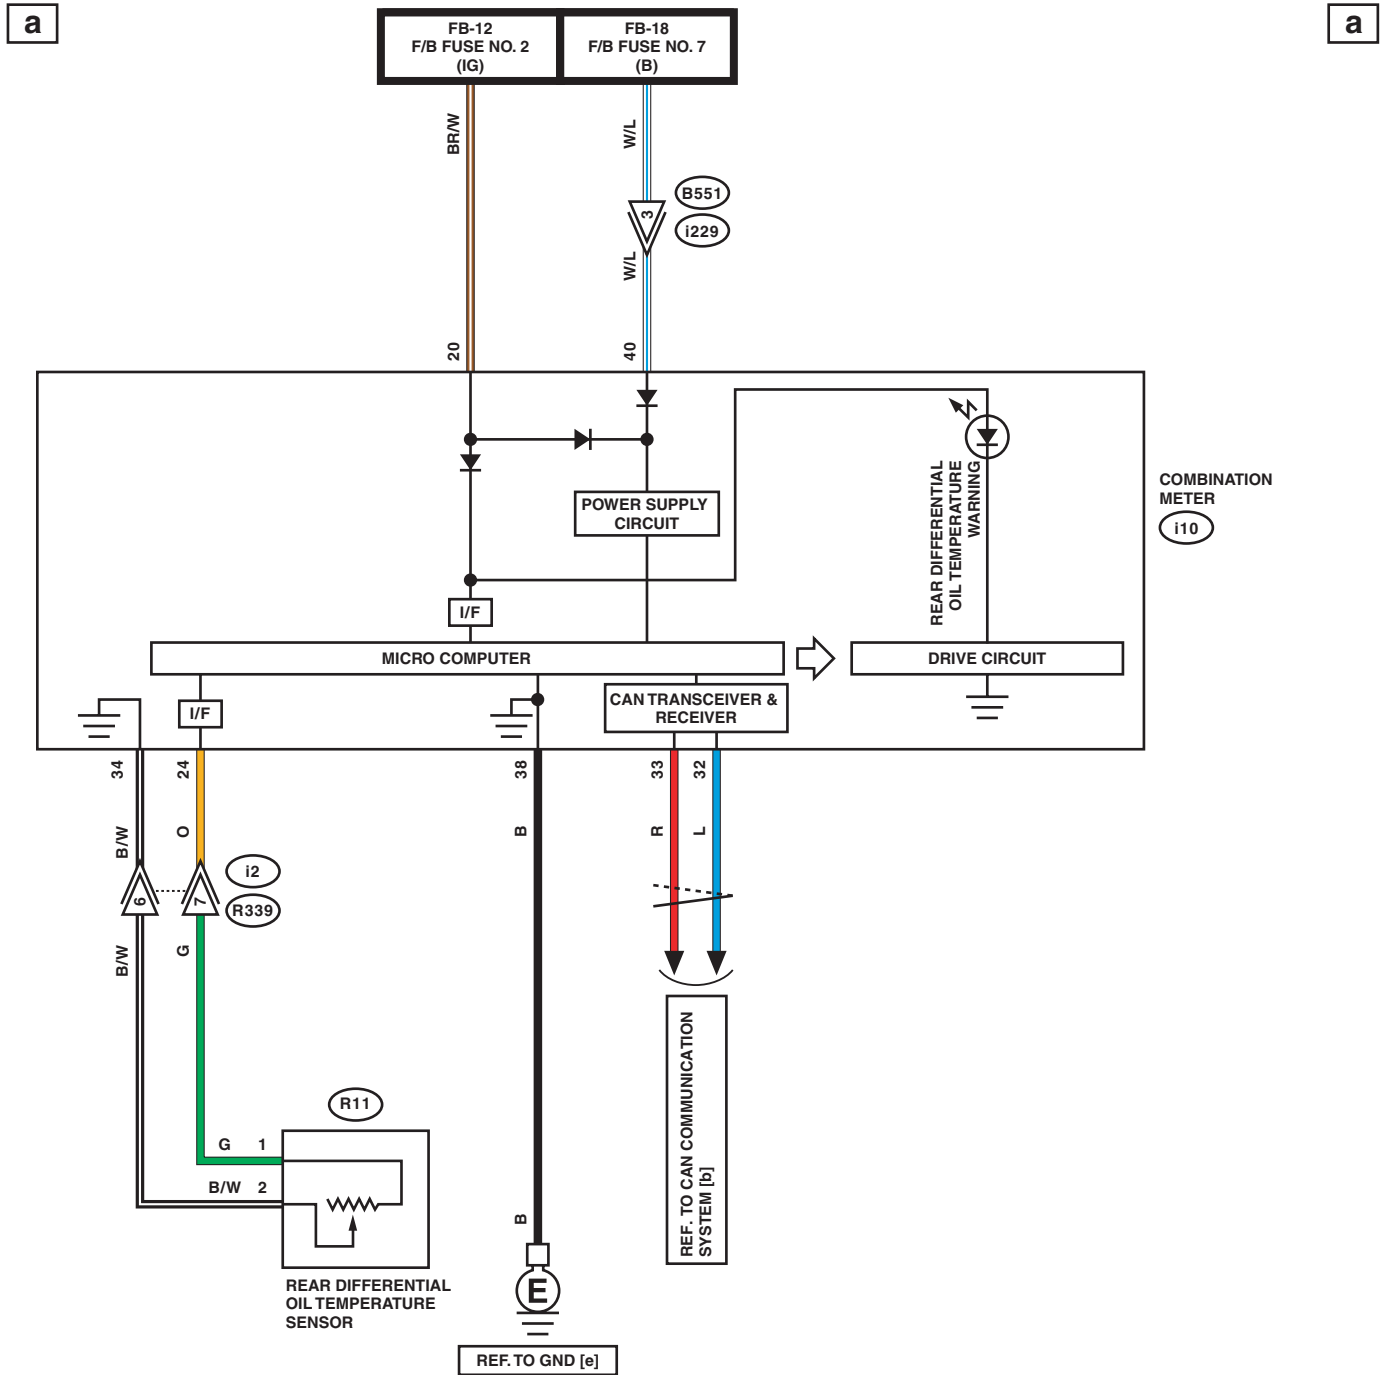 a
a
FB-12
F/B FUSE NO. 2
(IG)
FB-18
F/B FUSE NO. 7
(B)
BR/W
W/L
B551
3
i229
W/L
20
40
REAR DIFFERENTIAL
OIL TEMPERATURE
WARNING
COMBINATION
METER
i10
POWER SUPPLY
CIRCUIT
I/F
MICRO COMPUTER
DRIVE CIRCUIT
I/F
CAN TRANSCEIVER &
RECEIVER
34
24
38
33
32
B/W
O
B
R
L
i2
6
7
R339
B/W
G
R11
G 1
B/W 2
REAR DIFFERENTIAL
OIL TEMPERATURE
SENSOR
B
E
REF. TO GND [e]
REF. TO CAN COMMUNICATION
SYSTEM [b]